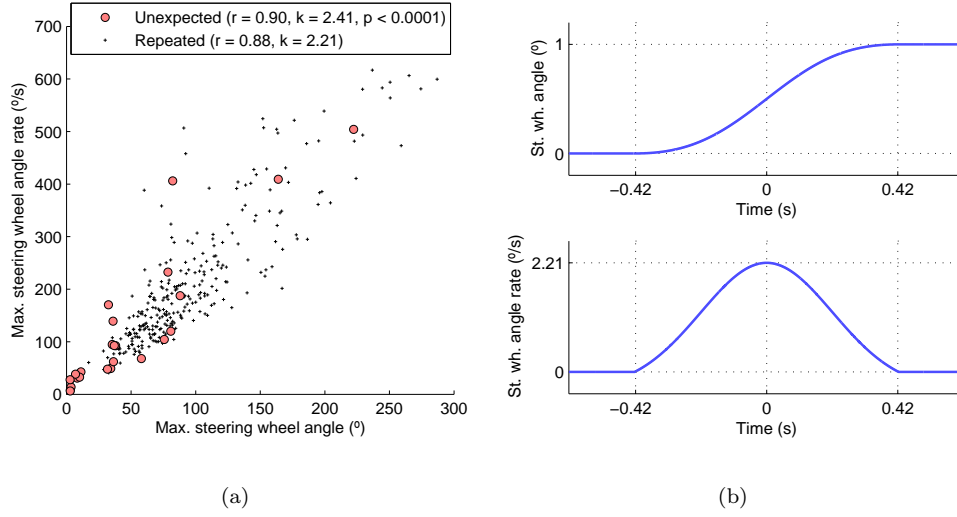 Unexpected (r = 0.90, k = 2.41, p < 0.0001)
Repeated (r = 0.88, k = 2.21)
Max. steering wheel angle rate (º/s)
700
600
500
400
300
200
100
0
0 50 100 150 200 250 300
Max. steering wheel angle (º)
(a)
St. wh. angle (º)
1
0
−0.42 0 0.42
Time (s)
St. wh. angle rate (º/s)
2.21
0
−0.42 0 0.42
Time (s)
(b)